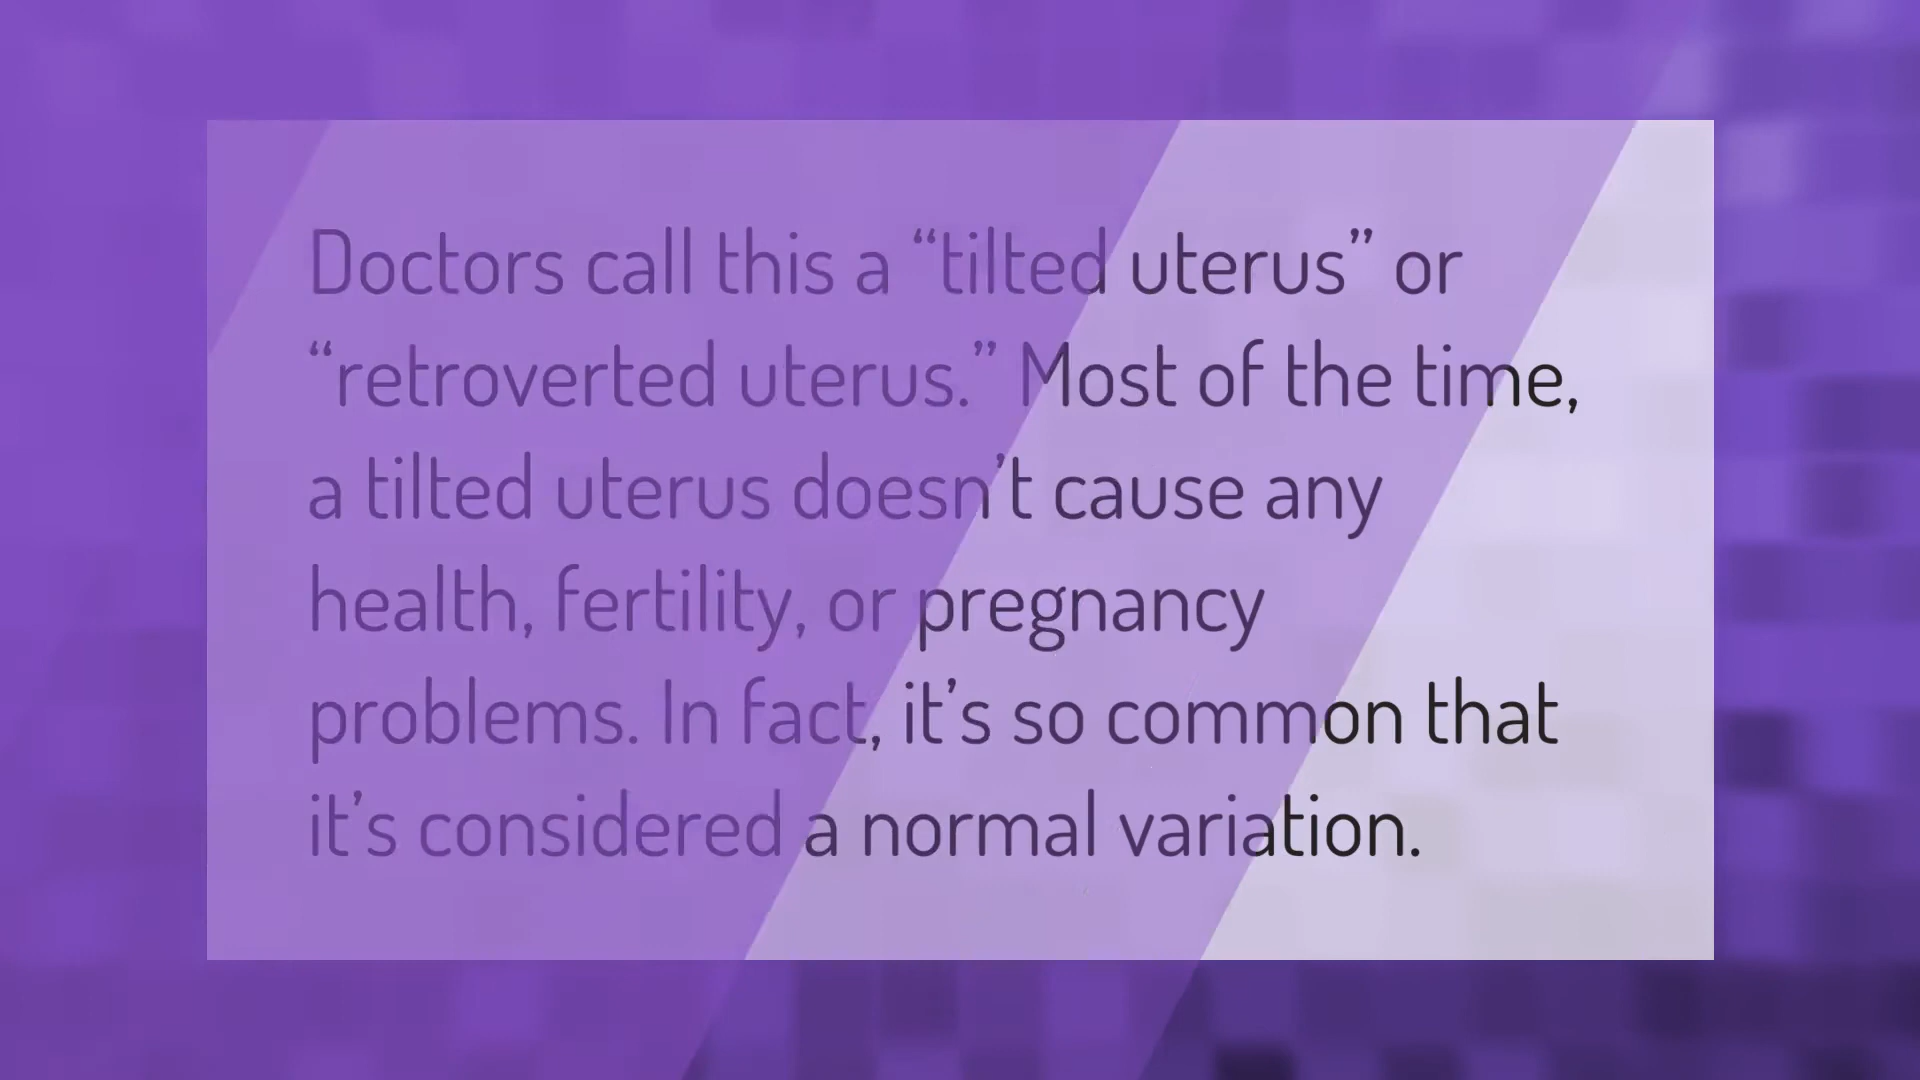 Doctors call this a “tilted uterus” or
“retroverted uterus.” Most of the time,
a tilted uterus doesn’t cause any
health, fertility, or pregnancy
problems. In fact, it’s so common that
it’s considered a normal variation.